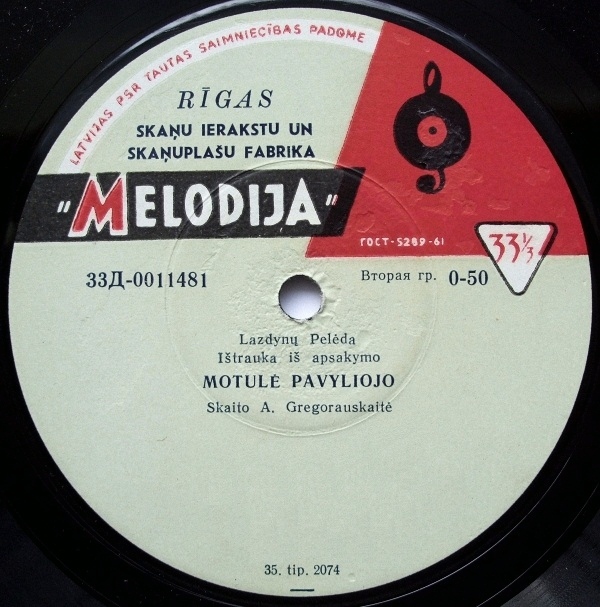 LATVIJAS PSR TAUTAS SAIMNIECĪBAS PADOME
RĪGAS
SKAŅU IERAKSTU UN
SKAŅUPLAŠU FABRIKA
"MELODIJA"
ГОСТ-5289-61
33⅓
33Д-0011481
Вторая гр. 0-50
Lazdynų Pelėda
Ištrauka iš apsakymo
MOTULĖ PAVYLIOJO
Skaito A. Gregorauskaitė
35. tip. 2074